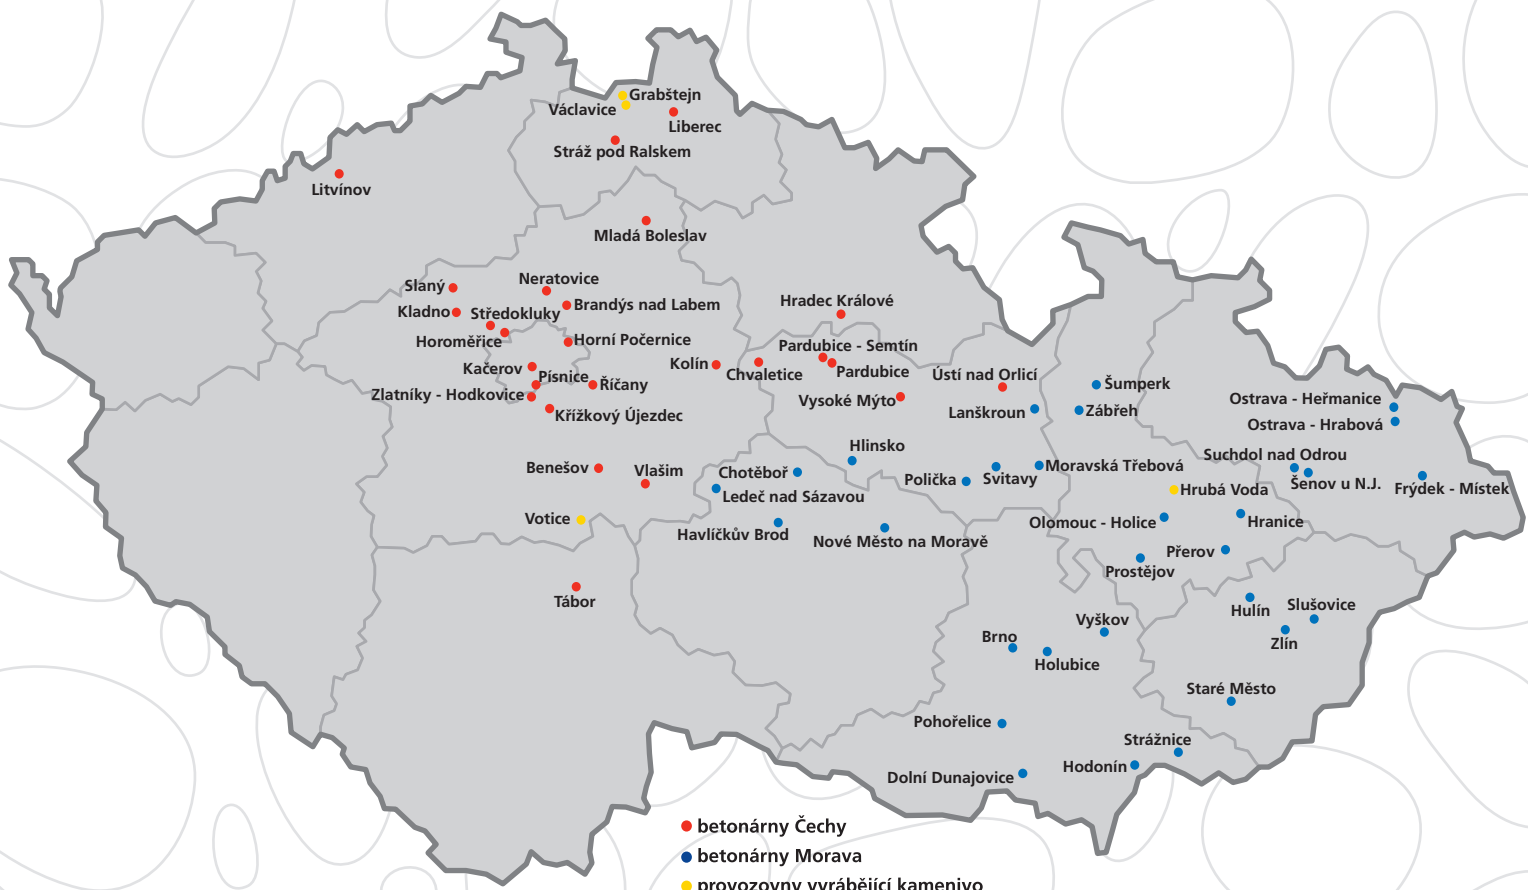 Grabštejn
Václavice
Liberec
Stráž pod Ralskem
Litvínov
Mladá Boleslav
Neratovice
Slaný
Brandýs nad Labem
Kladno
Středokluky
Hradec Králové
Horoměřice
Horní Počernice
Pardubice - Semtín
Kolín
Chvaletice
Pardubice
Kačerov
Písnice
Říčany
Ústí nad Orlicí
Šumperk
Zlatníky - Hodkovice
Vysoké Mýto
Ostrava - Heřmanice
Křížkový Újezdec
Lanškroun
Zábřeh
Ostrava - Hrabová
Hlinsko
Suchdol nad Odrou
Benešov
Vlašim
Chotěboř
Moravská Třebová
Polička
Svitavy
Šenov u N.J.
Frýdek - Místek
Ledeč nad Sázavou
Hrubá Voda
Votice
Olomouc - Holice
Hranice
Havlíčkův Brod
Nové Město na Moravě
Přerov
Prostějov
Tábor
Hulín
Slušovice
Vyškov
Brno
Zlín
Holubice
Staré Město
Pohořelice
Strážnice
Hodonín
Dolní Dunajovice
betonárny Čechy
betonárny Morava
provozovny vyrábějící kamenivo